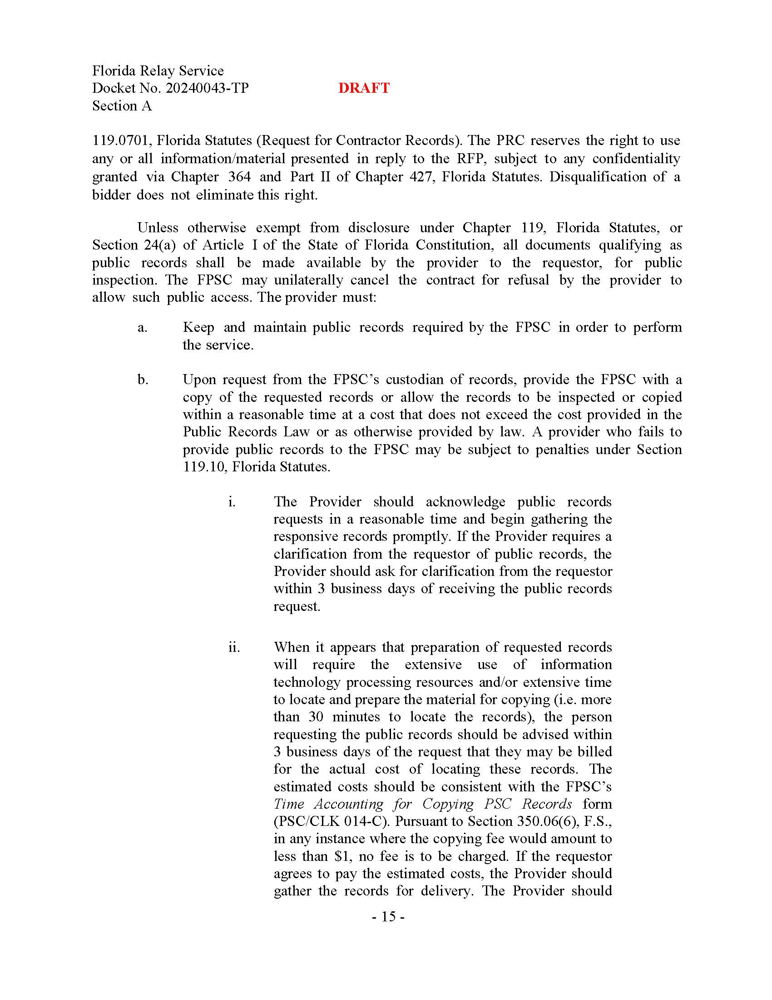 Florida Relay Service
Docket No. 20240043-TP DRAFT
Section A
119.0701, Florida Statutes (Request for Contractor Records). The PRC reserves the right to use
any or all information/material presented in reply to the RFP, subject to any confidentiality
granted via Chapter 364 and Part II of Chapter 427, Florida Statutes. Disqualification of a
bidder does not eliminate this right.
Unless otherwise exempt from disclosure under Chapter 119, Florida Statutes, or
Section 24(a) of Article I of the State of Florida Constitution, all documents qualifying as
public records shall be made available by the provider to the requestor, for public
inspection. The FPSC may unilaterally cancel the contract for refusal by the provider to
allow such public access. The provider must:
a. Keep and maintain public records required by the FPSC in order to perform
the service.
b. Upon request from the FPSC’s custodian of records, provide the FPSC with a
copy of the requested records or allow the records to be inspected or copied
within a reasonable time at a cost that does not exceed the cost provided in the
Public Records Law or as otherwise provided by law. A provider who fails to
provide public records to the FPSC may be subject to penalties under Section
119.10, Florida Statutes.
i. The Provider should acknowledge public records
requests in a reasonable time and begin gathering the
responsive records promptly. If the Provider requires a
clarification from the requestor of public records, the
Provider should ask for clarification from the requestor
within 3 business days of receiving the public records
request.
ii. When it appears that preparation of requested records
will require the extensive use of information
technology processing resources and/or extensive time
to locate and prepare the material for copying (i.e. more
than 30 minutes to locate the records), the person
requesting the public records should be advised within
3 business days of the request that they may be billed
for the actual cost of locating these records. The
estimated costs should be consistent with the FPSC’s
Time Accounting for Copying PSC Records form
(PSC/CLK 014-C). Pursuant to Section 350.06(6), F.S.,
in any instance where the copying fee would amount to
less than $1, no fee is to be charged. If the requestor
agrees to pay the estimated costs, the Provider should
gather the records for delivery. The Provider should
- 15 -